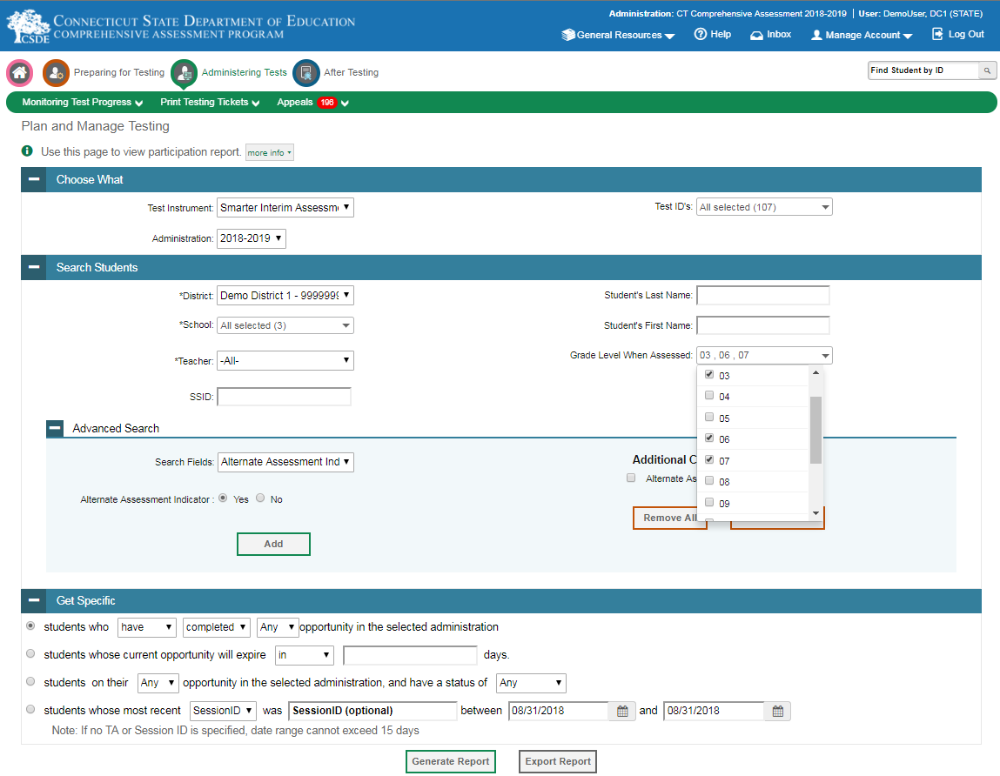 Connecticut State Department of Education
Comprehensive Assessment Program
CSDE
Administration: CT Comprehensive Assessment 2018-2019 | User: DemoUser, DC1 (STATE)
General Resources Help Inbox Manage Account Log Out
Preparing for Testing Administering Tests After Testing
Find Student by ID
Monitoring Test Progress Print Testing Tickets Appeals 196
Plan and Manage Testing
Use this page to view participation report. more info
Choose What
Test Instrument: Smarter Interim Assessm Test ID's: All selected (107)
Administration: 2018-2019
Search Students
*District: Demo District 1 - 9999999 Student's Last Name:
*School: All selected (3) Student's First Name:
*Teacher: -All- Grade Level When Assessed: 03 , 06 , 07
03
04
05
06
07
08
09
SSID:
Advanced Search
Search Fields: Alternate Assessment Ind Additional C
Alternate As
Alternate Assessment Indicator : Yes No
Remove All
Add
Get Specific
students who have completed Any opportunity in the selected administration
students whose current opportunity will expire in days.
students on their Any opportunity in the selected administration, and have a status of Any
students whose most recent SessionID was SessionID (optional) between 08/31/2018 and 08/31/2018
Note: If no TA or Session ID is specified, date range cannot exceed 15 days
Generate Report Export Report